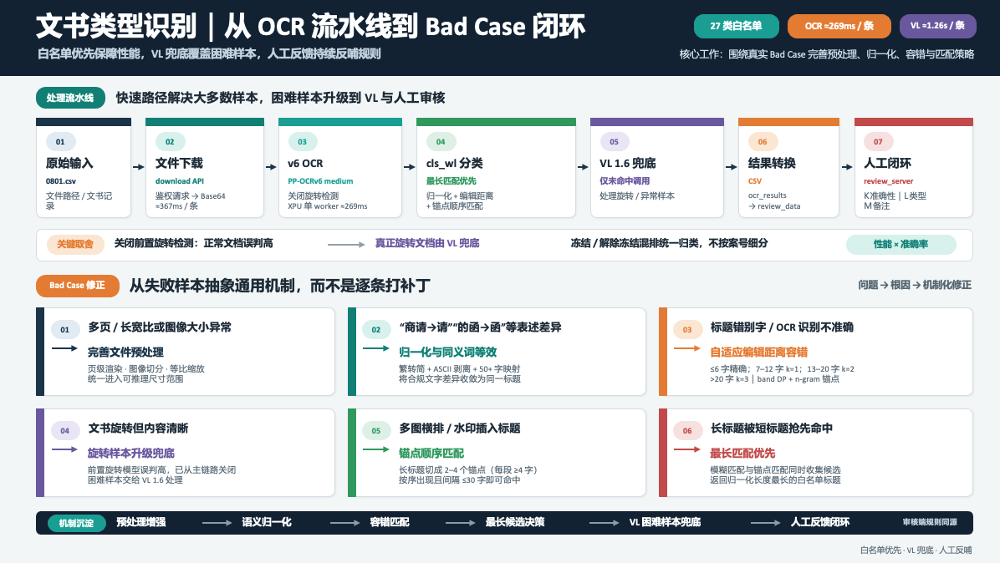 文书类型识别｜从 OCR 流水线到 Bad Case 闭环
白名单优先保障性能，VL 兜底覆盖困难样本，人工反馈持续反哺规则
27 类白名单
OCR ≈269ms / 条
VL ≈1.26s / 条
核心工作：围绕真实 Bad Case 完善预处理、归一化、容错与匹配策略
处理流水线
快速路径解决大多数样本，困难样本升级到 VL 与人工审核
01
原始输入
0801.csv
文件路径 / 文书记
录
02
文件下载
download API
鉴权请求 → Base64
≈367ms / 条
03
v6 OCR
PP-OCRv6 medium
关闭旋转检测
XPU 单 worker ≈269ms
04
cls_wl 分类
最长匹配优先
归一化 + 编辑距离
+ 锚点顺序匹配
05
VL 1.6 兜底
仅未命中调用
处理旋转 / 异常样本
06
结果转换
CSV
ocr_results
→ review_data
07
人工闭环
review_server
K准确性｜L类型
M备注
关键取舍
关闭前置旋转检测：正常文档误判高
真正旋转文档由 VL 兜底
冻结 / 解除冻结混排统一归类，不按案号细分
性能 × 准确率
Bad Case 修正
从失败样本抽象通用机制，而不是逐条打补丁
问题 → 根因 → 机制化修正
01
多页 / 长宽比或图像大小异常
完善文件预处理
页级渲染 · 图像切分 · 等比缩放
统一进入可推理尺寸范围
02
“商请→请”“的函→函”等表述差异
归一化与同义词等效
繁转简 + ASCII 剥离 + 50+ 字映射
将合规文字差异收敛为同一标题
03
标题错别字 / OCR 识别不准确
自适应编辑距离容错
≤6 字精确；7–12 字 k=1；13–20 字 k=2
>20 字 k=3｜band DP + n-gram 锚点
04
文书旋转但内容清晰
旋转样本升级兜底
前置旋转模型误判高，已从主链路关闭
困难样本交给 VL 1.6 处理
05
多图横排 / 水印插入标题
锚点顺序匹配
长标题切成 2–4 个锚点（每段 ≥4 字）
按序出现且间隔 ≤30 字即可命中
06
长标题被短标题抢先命中
最长匹配优先
模糊匹配与锚点匹配同时收集候选
返回归一化长度最长的白名单标题
机制沉淀
预处理增强
语义归一化
容错匹配
最长候选决策
VL 困难样本兜底
人工反馈闭环
审核端规则同源
白名单优先 · VL 兜底 · 人工反哺